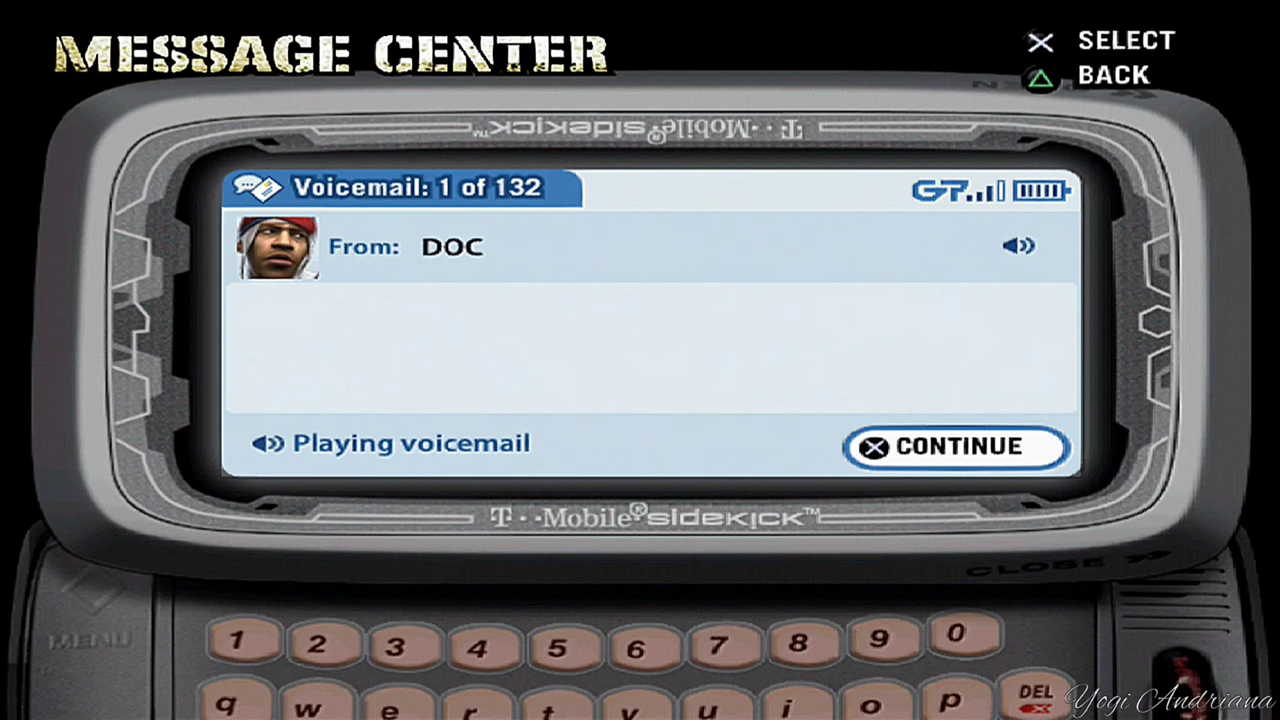 MESSAGE CENTER
SELECT
BACK
T··Mobile® sidekick™
Voicemail: 1 of 132
From: DOC
Playing voicemail
CONTINUE
T··Mobile® sidekick™
CLOSE
MENU
1 2 3 4 5 6 7 8 9 0
q w e r t y u i o p DEL
Yogi Andriana